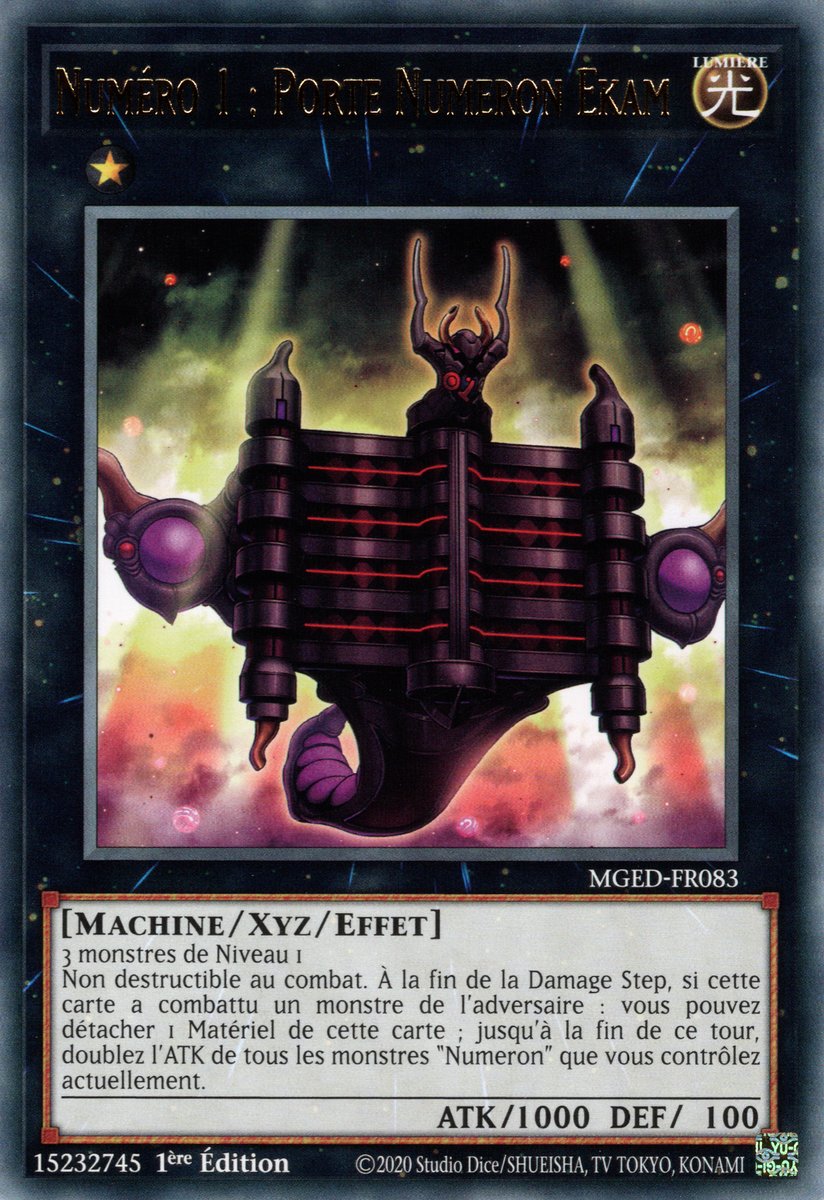 Numéro 1 : Porte Numeron Ekam
LUMIÈRE
光
01
MGED-FR083
[Machine/Xyz/Effet]
3 monstres de Niveau 1
Non destructible au combat. À la fin de la Damage Step, si cette
carte a combattu un monstre de l'adversaire : vous pouvez
détacher 1 Matériel de cette carte ; jusqu'à la fin de ce tour,
doublez l'ATK de tous les monstres "Numeron" que vous contrôlez
actuellement.
ATK/1000 DEF/ 100
15232745 1ère Édition
©2020 Studio Dice/SHUEISHA, TV TOKYO, KONAMI